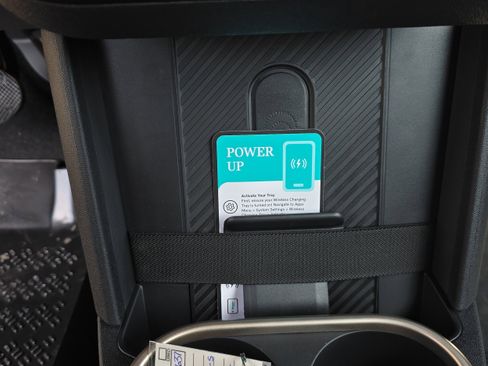 POWER
UP
Activate Your Tray
First, ensure your Wireless Charging
Tray is turned on: Navigate to Apps
Menu > System Settings > Wireless